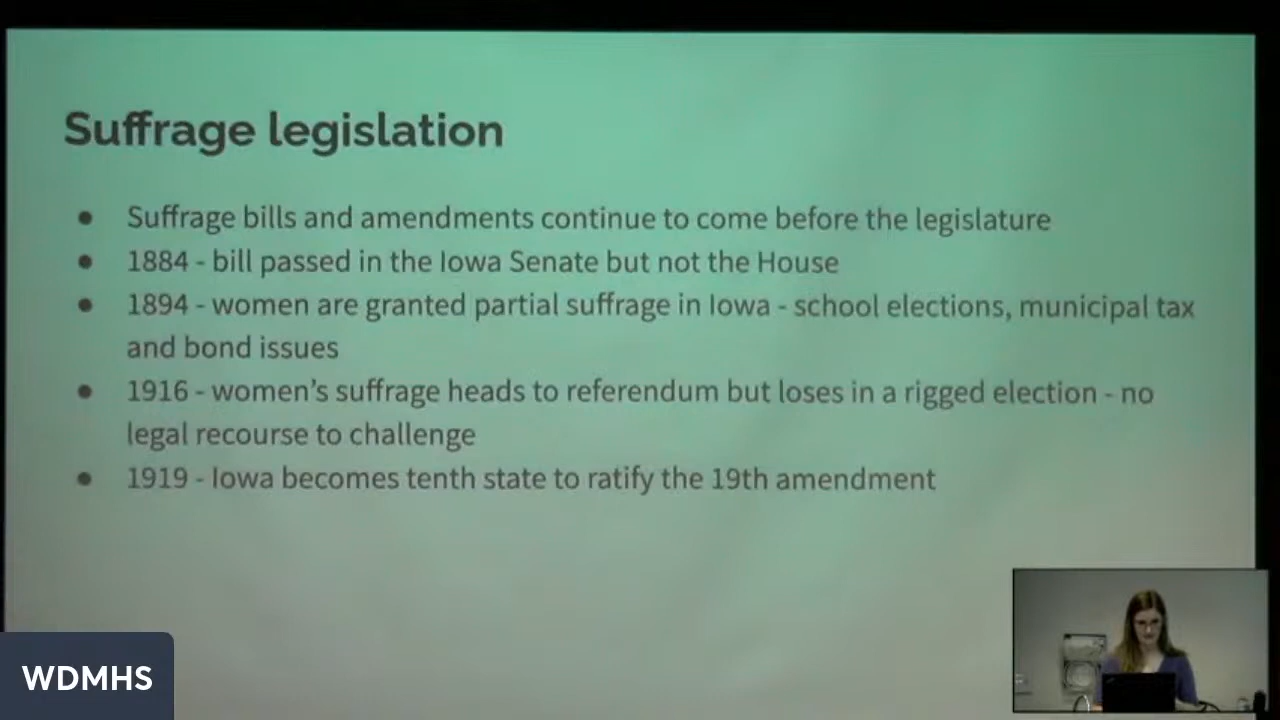 Suffrage legislation
● Suffrage bills and amendments continue to come before the legislature
● 1884 - bill passed in the Iowa Senate but not the House
● 1894 - women are granted partial suffrage in Iowa - school elections, municipal tax
and bond issues
● 1916 - women's suffrage heads to referendum but loses in a rigged election - no
legal recourse to challenge
● 1919 - Iowa becomes tenth state to ratify the 19th amendment
WDMHS